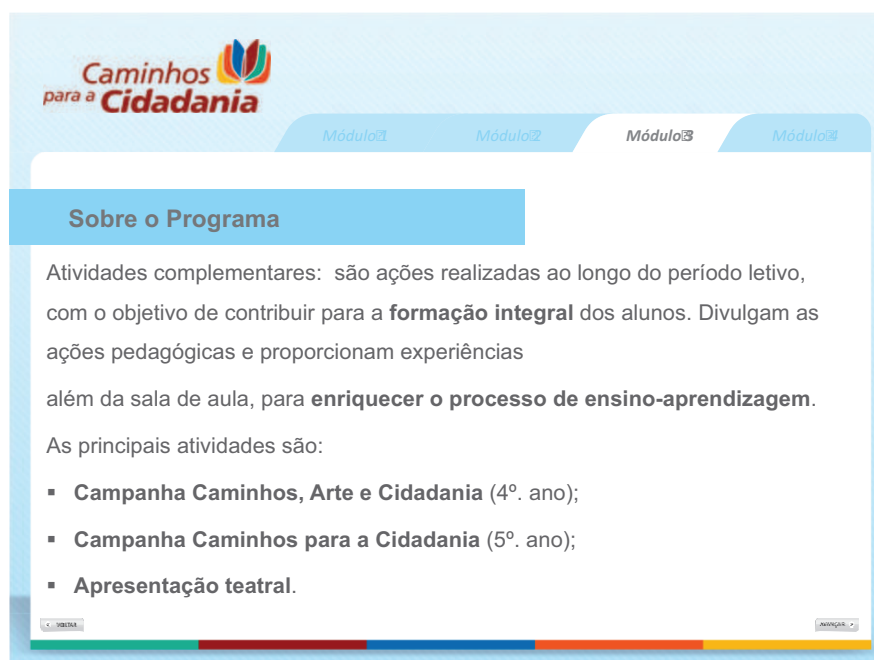 Caminhos
para a Cidadania
Módulo 1
Módulo 2
Módulo 3
Módulo 4
Sobre o Programa
Atividades complementares: são ações realizadas ao longo do período letivo,
com o objetivo de contribuir para a formação integral dos alunos. Divulgam as
ações pedagógicas e proporcionam experiências
além da sala de aula, para enriquecer o processo de ensino-aprendizagem.
As principais atividades são:
▪ Campanha Caminhos, Arte e Cidadania (4º. ano);
▪ Campanha Caminhos para a Cidadania (5º. ano);
▪ Apresentação teatral.
< VOLTAR
AVANÇAR >